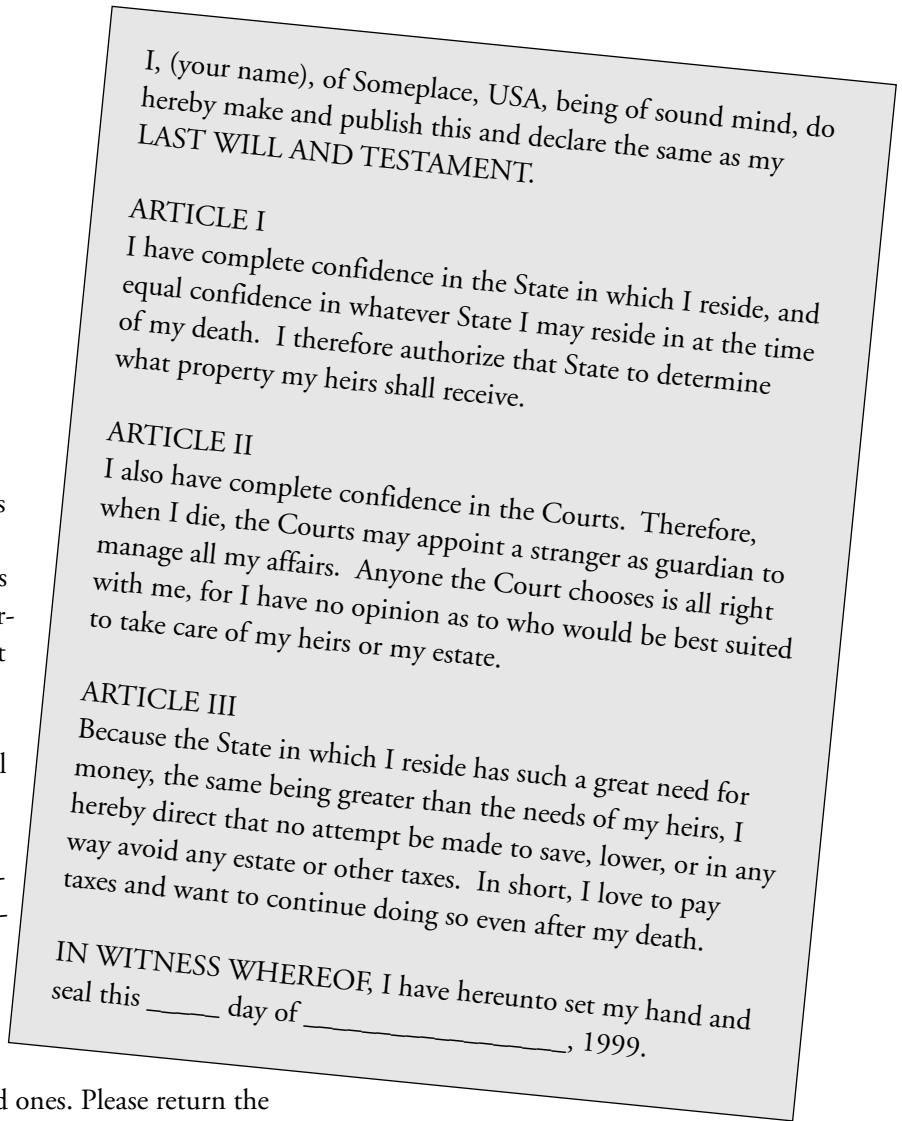 I, (your name), of Someplace, USA, being of sound mind, do
hereby make and publish this and declare the same as my
LAST WILL AND TESTAMENT.
ARTICLE I
I have complete confidence in the State in which I reside, and
equal confidence in whatever State I may reside in at the time
of my death.  I therefore authorize that State to determine
what property my heirs shall receive.
ARTICLE II
I also have complete confidence in the Courts.  Therefore,
when I die, the Courts may appoint a stranger as guardian to
manage all my affairs.  Anyone the Court chooses is all right
with me, for I have no opinion as to who would be best suited
to take care of my heirs or my estate.
ARTICLE III
Because the State in which I reside has such a great need for
money, the same being greater than the needs of my heirs, I
hereby direct that no attempt be made to save, lower, or in any
way avoid any estate or other taxes.  In short, I love to pay
taxes and want to continue doing so even after my death.
IN WITNESS WHEREOF, I have hereunto set my hand and
seal this _____ day of __________________, 1999.
ones. Please return the